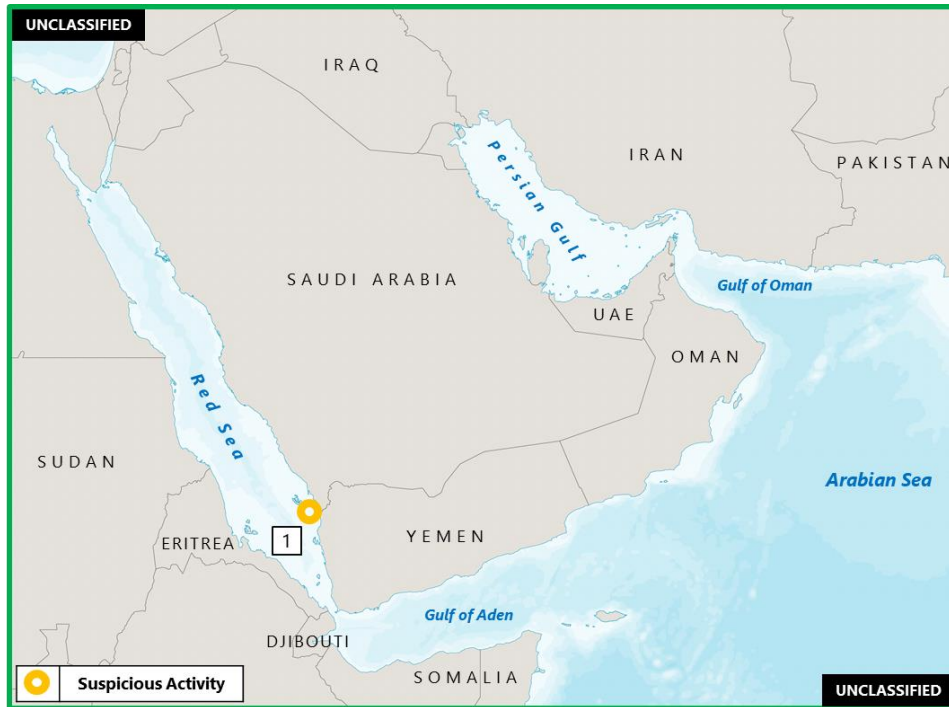 UNCLASSIFIED
IRAQ
IRAN
PAKISTAN
Persian Gulf
SAUDI ARABIA
Gulf of Oman
UAE
OMAN
Red Sea
SUDAN
Arabian Sea
1
YEMEN
ERITREA
Gulf of Aden
DJIBOUTI
SOMALIA
Suspicious Activity
UNCLASSIFIED